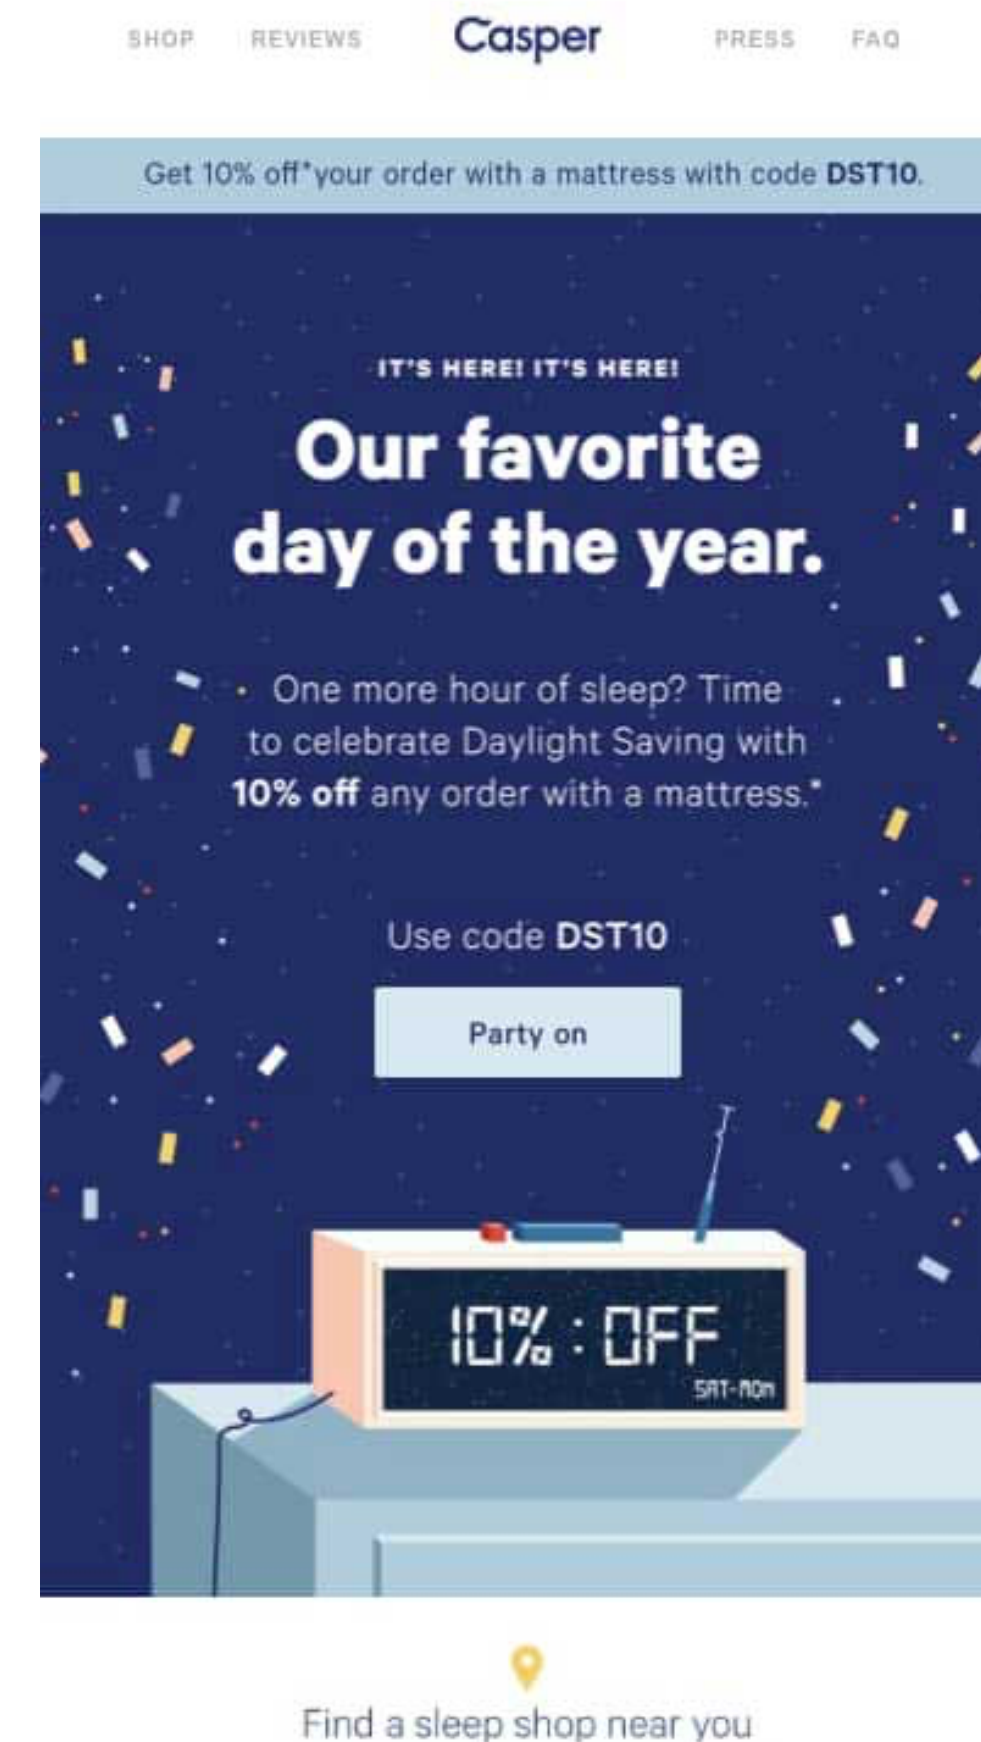 SHOP REVIEWS Casper PRESS FAQ
Get 10% off* your order with a mattress with code DST10.
IT'S HERE! IT'S HERE!
Our favorite
day of the year.
One more hour of sleep? Time
to celebrate Daylight Saving with
10% off any order with a mattress.*
Use code DST10
Party on
10% : OFF
SAT-MON
Find a sleep shop near you